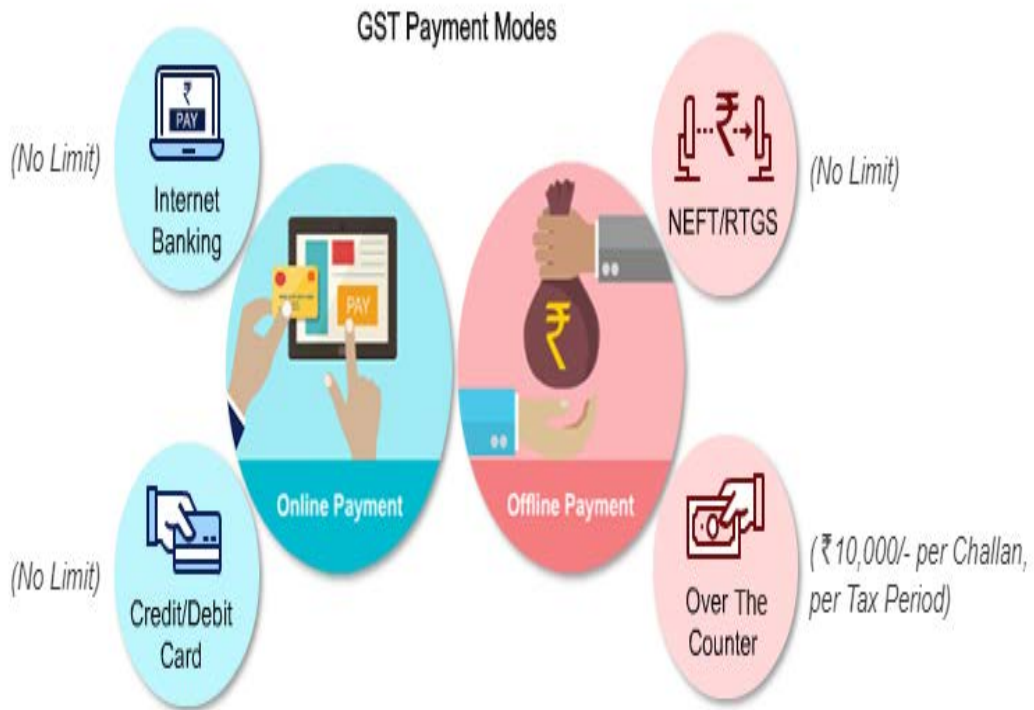 GST Payment Modes
₹
PAY
(No Limit)
Internet
Banking
₹
NEFT/RTGS
(No Limit)
PAY
Online Payment
₹
Offline Payment
(No Limit)
Credit/Debit
Card
Over The
Counter
(₹10,000/- per Challan,
per Tax Period)